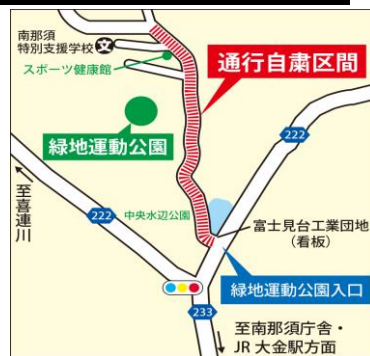 南那須
特別支援学校
文
スポーツ健康館
通行自粛区間
緑地運動公園
222
至喜連川
222
中央水辺公園
富士見台工業団地
(看板)
緑地運動公園入口
233
至南那須庁舎・
JR 大金駅方面